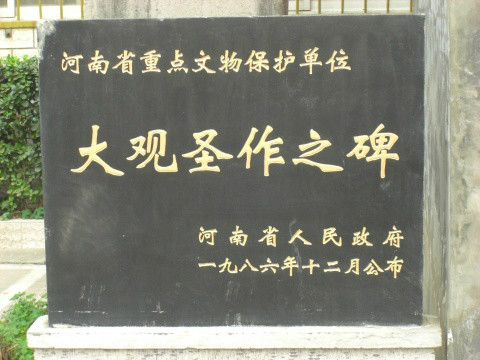 河南省重点文物保护单位
大观圣作之碑
河南省人民政府
一九八六年十二月公布